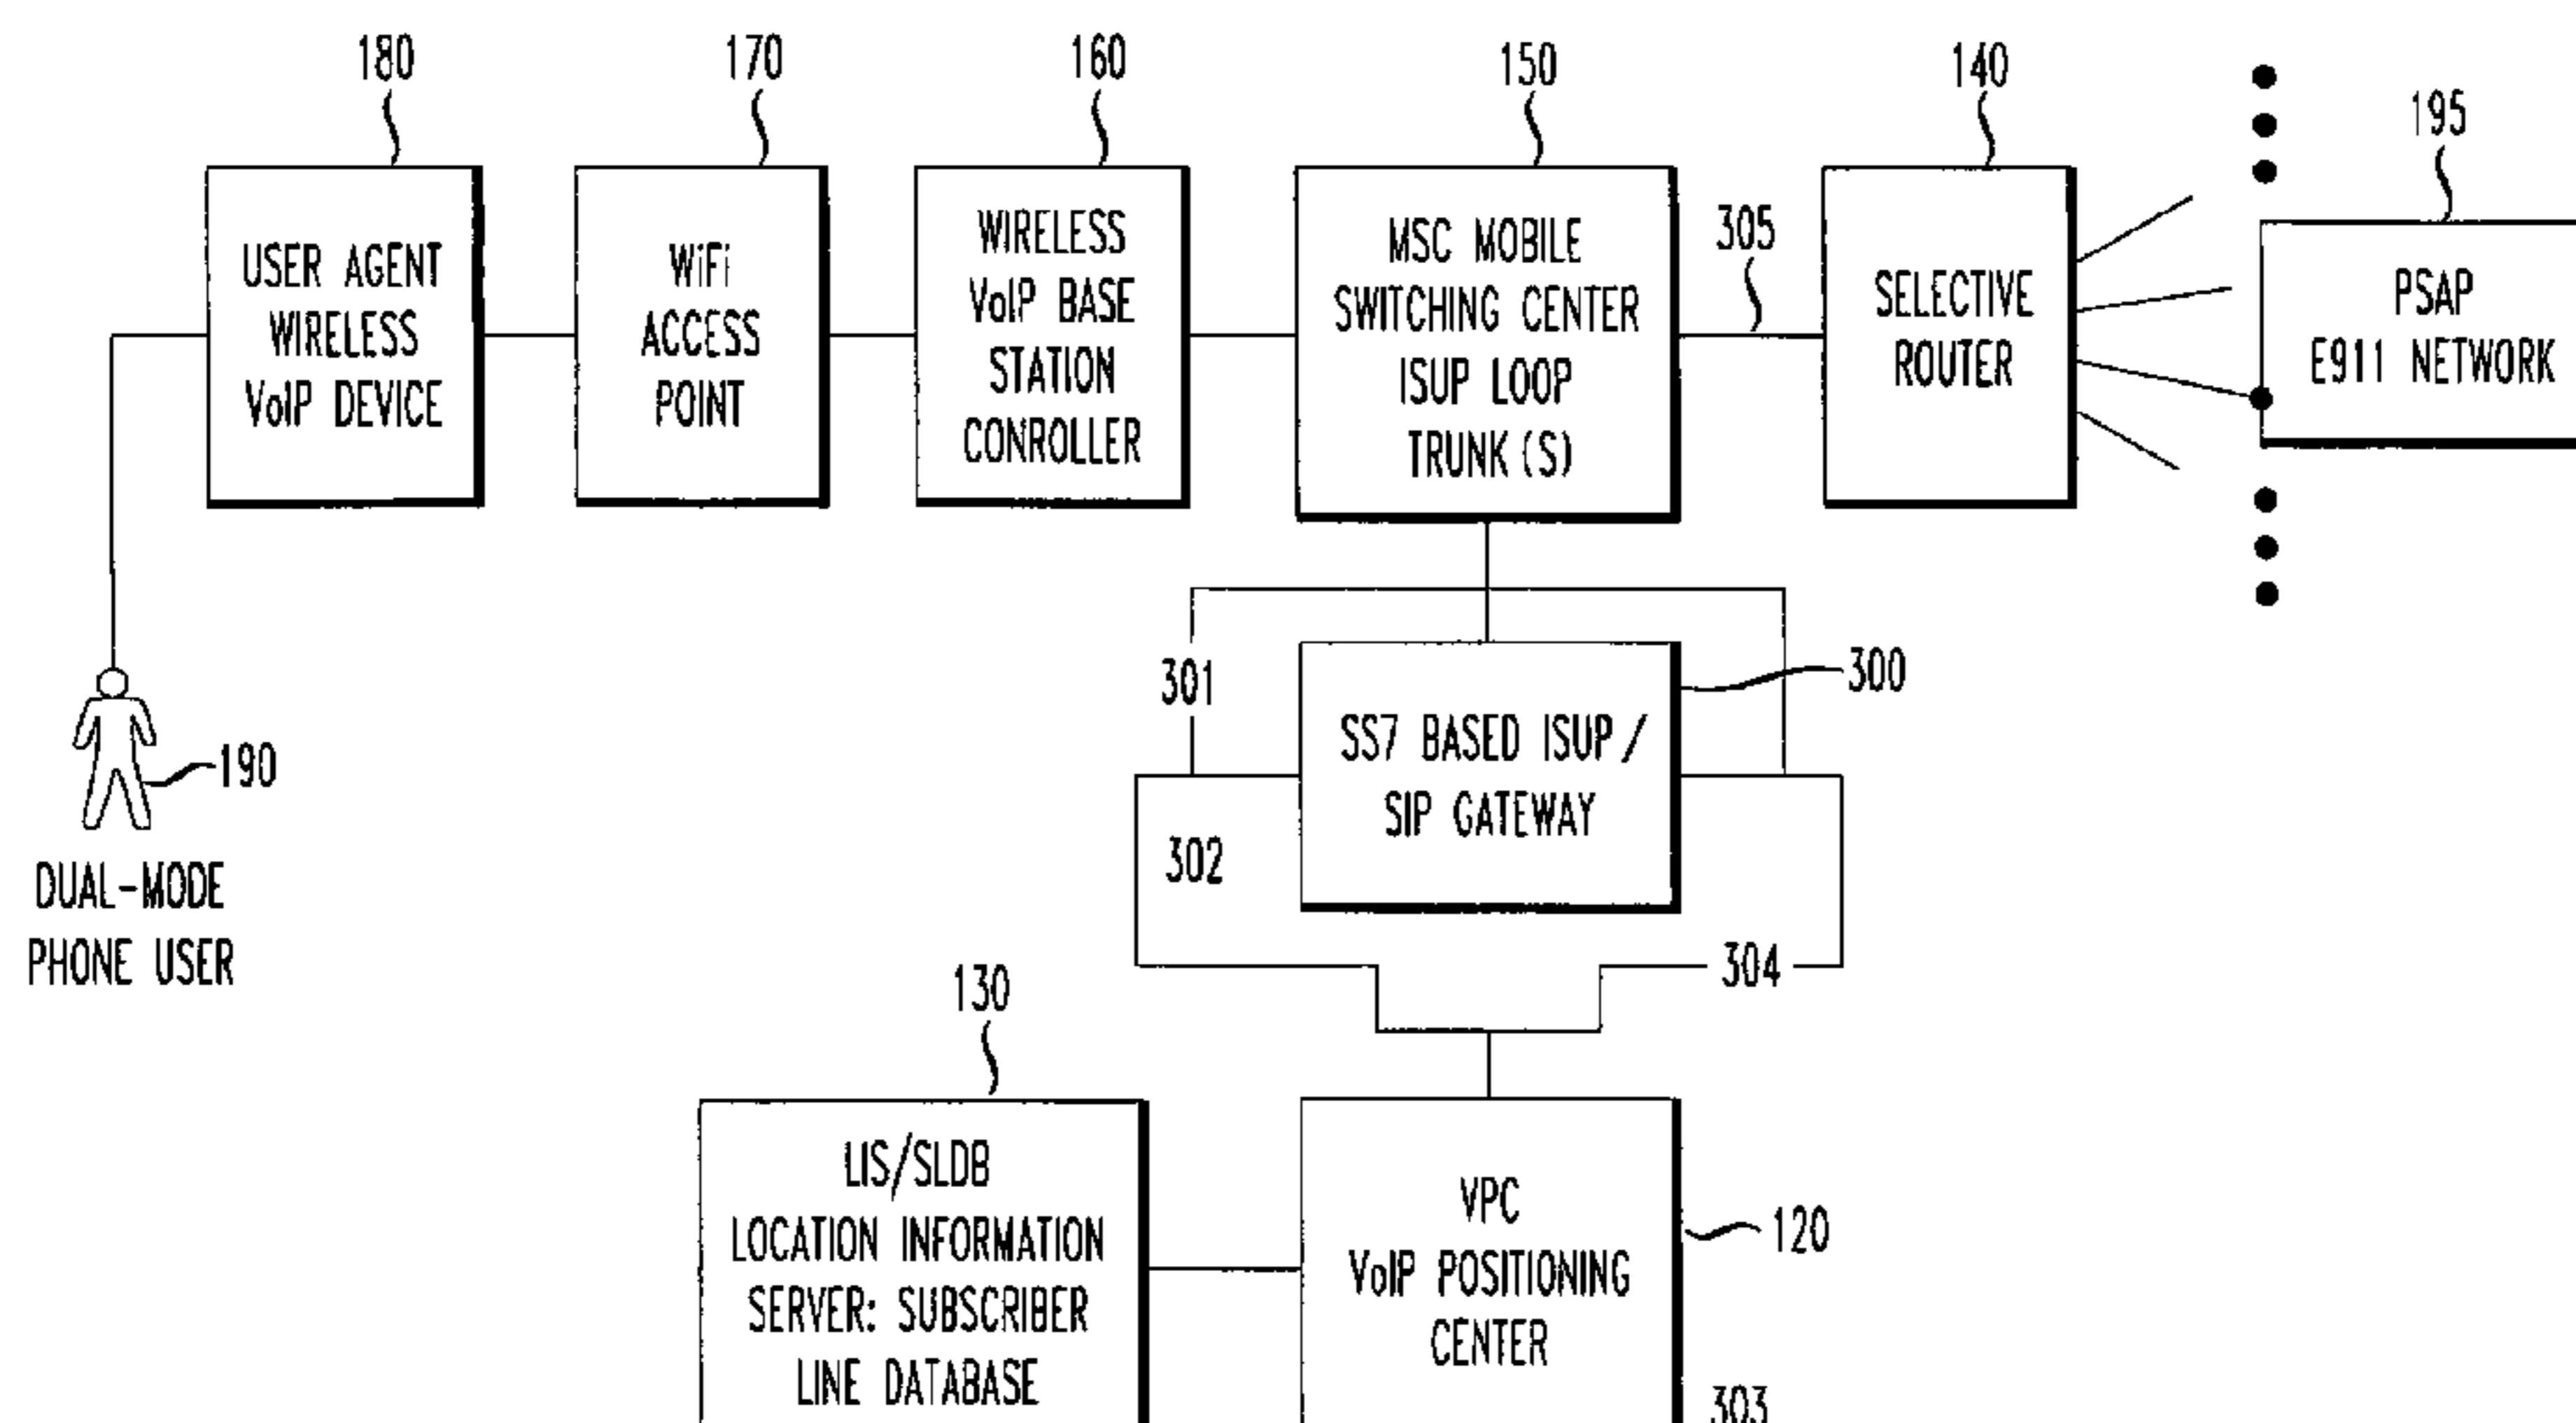 180
170
160
150
140
195
USER AGENT
WIRELESS
VoIP DEVICE
WiFi
ACCESS
POINT
WIRELESS
VoIP BASE
STATION
CONROLLER
MSC MOBILE
SWITCHING CENTER
ISUP LOOP
TRUNK (S)
305
SELECTIVE
ROUTER
PSAP
E911 NETWORK
301
300
SS7 BASED ISUP /
SIP GATEWAY
190
DUAL-MODE
PHONE USER
302
304
130
LIS/SLDB
LOCATION INFORMATION
SERVER: SUBSCRIBER
LINE DATABASE
VPC
VoIP POSITIONING
CENTER
120
303